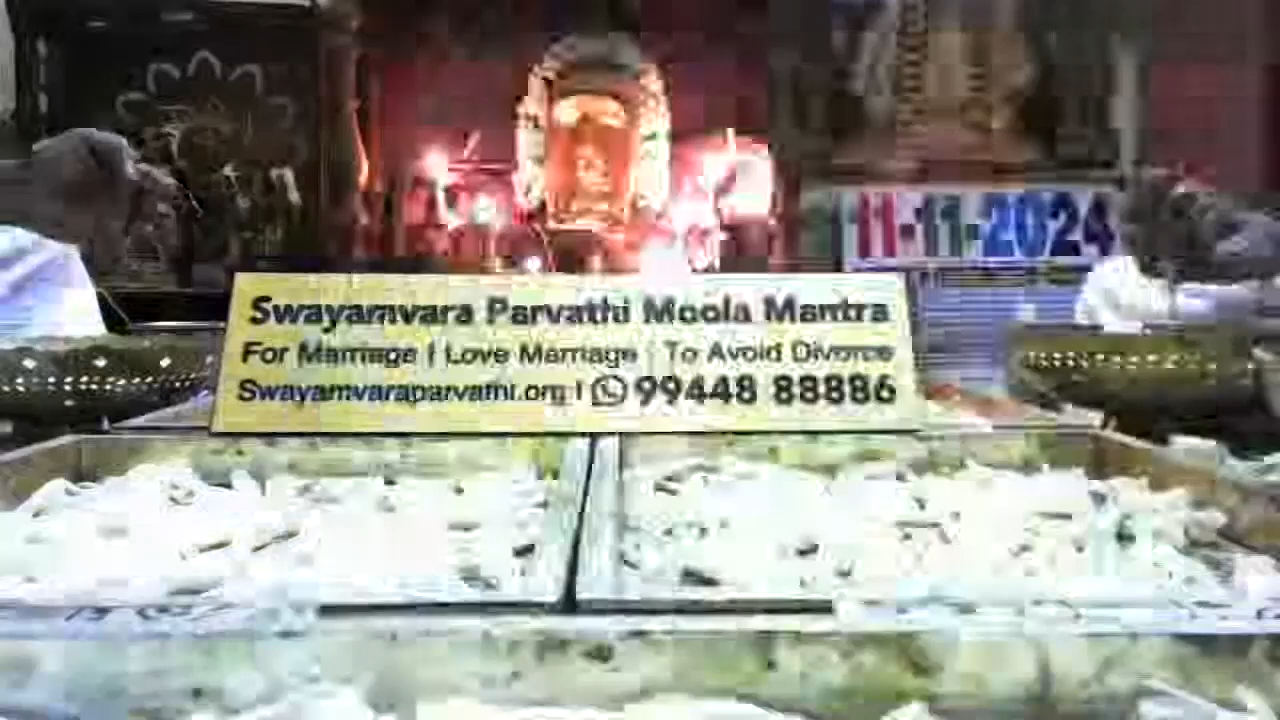 11-11-2024
Swayamvara Parvathi Moola Mantra
For Marriage | Love Marriage | To Avoid Divorce
Swayamvaraparvathi.org | 99448 88886